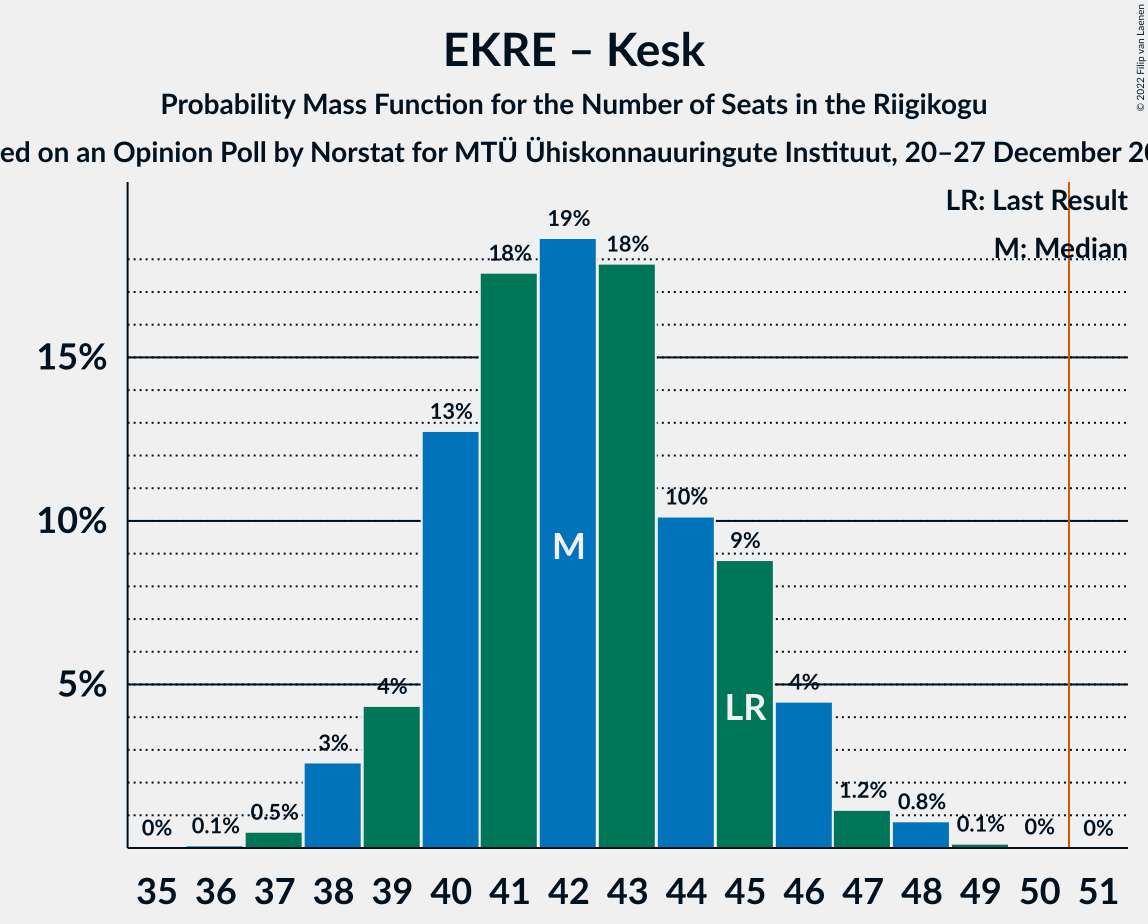 EKRE – Kesk
Probability Mass Function for the Number of Seats in the Riigikogu
ed on an Opinion Poll by Norstat for MTÜ Ühiskonnauuringute Instituut, 20–27 December 20
© 2022 Filip van Laenen
LR: Last Result
M: Median
19%
18%
18%
15%
13%
10%
10%
9%
M
5%
4%
4%
LR
3%
1.2%
0.8%
0.5%
0%
0.1%
0.1%
0%
0%
35 36 37 38 39 40 41 42 43 44 45 46 47 48 49 50 51